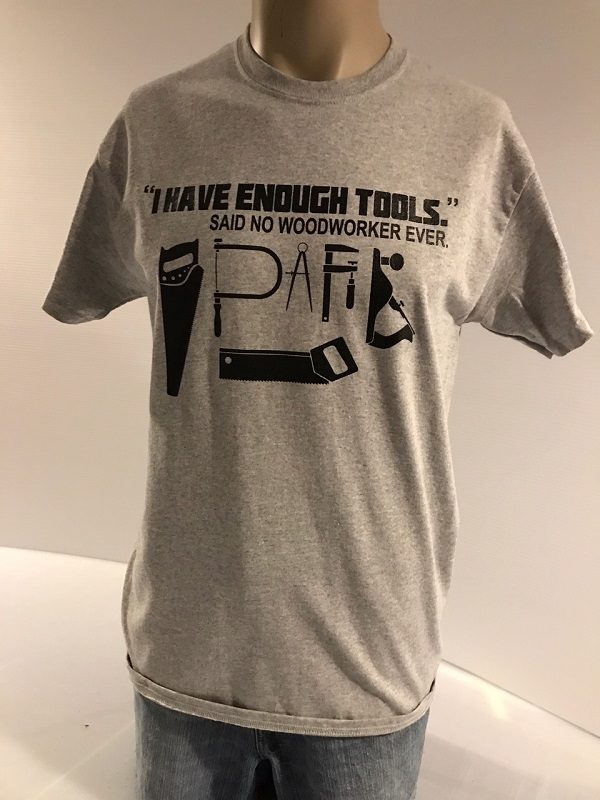 "I HAVE ENOUGH TOOLS."
SAID NO WOODWORKER EVER.